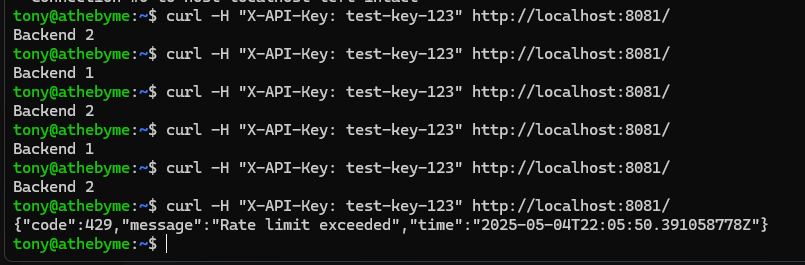 tony@athebyme:~$ curl -H "X-API-Key: test-key-123" http://localhost:8081/
Backend 2
tony@athebyme:~$ curl -H "X-API-Key: test-key-123" http://localhost:8081/
Backend 1
tony@athebyme:~$ curl -H "X-API-Key: test-key-123" http://localhost:8081/
Backend 2
tony@athebyme:~$ curl -H "X-API-Key: test-key-123" http://localhost:8081/
Backend 1
tony@athebyme:~$ curl -H "X-API-Key: test-key-123" http://localhost:8081/
Backend 2
tony@athebyme:~$ curl -H "X-API-Key: test-key-123" http://localhost:8081/
{"code":429,"message":"Rate limit exceeded","time":"2025-05-04T22:05:50.391058778Z"}
tony@athebyme:~$